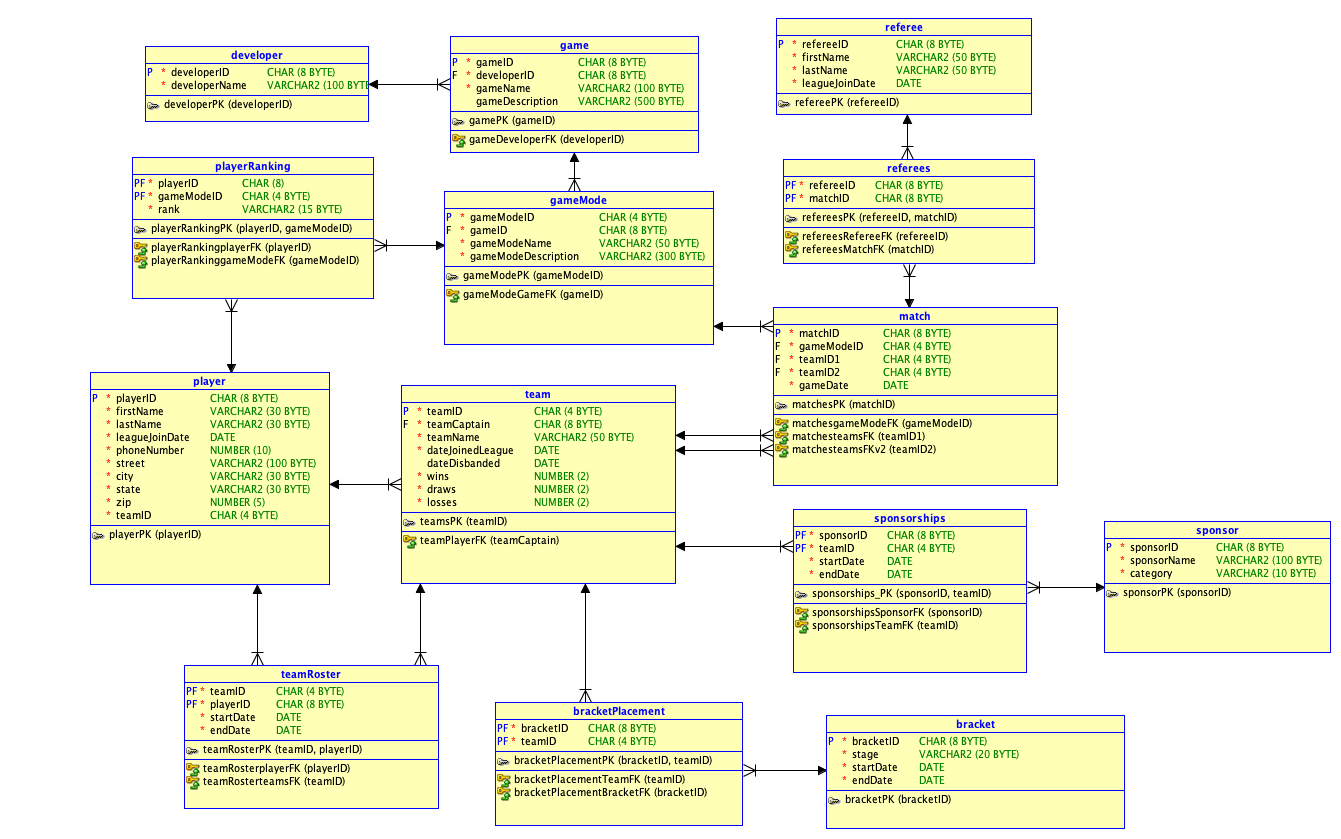 developer
P * developerID CHAR (8 BYTE)
* developerName VARCHAR2 (100 BYTE
developerPK (developerID)
game
P * gameID CHAR (8 BYTE)
F * developerID CHAR (8 BYTE)
* gameName VARCHAR2 (100 BYTE)
gameDescription VARCHAR2 (500 BYTE)
gamePK (gameID)
gameDeveloperFK (developerID)
referee
P * refereeID CHAR (8 BYTE)
* firstName VARCHAR2 (50 BYTE)
* lastName VARCHAR2 (50 BYTE)
* leagueJoinDate DATE
refereePK (refereeID)
playerRanking
PF * playerID CHAR (8)
PF * gameModeID CHAR (4 BYTE)
* rank VARCHAR2 (15 BYTE)
playerRankingPK (playerID, gameModeID)
playerRankingplayerFK (playerID)
playerRankinggameModeFK (gameModeID)
gameMode
P * gameModeID CHAR (4 BYTE)
F * gameID CHAR (8 BYTE)
* gameModeName VARCHAR2 (50 BYTE)
* gameModeDescription VARCHAR2 (300 BYTE)
gameModePK (gameModeID)
gameModeGameFK (gameID)
referees
PF * refereeID CHAR (8 BYTE)
PF * matchID CHAR (8 BYTE)
refereesPK (refereeID, matchID)
refereesRefereeFK (refereeID)
refereesMatchFK (matchID)
match
P * matchID CHAR (8 BYTE)
F * gameModeID CHAR (4 BYTE)
F * teamID1 CHAR (4 BYTE)
F * teamID2 CHAR (4 BYTE)
* gameDate DATE
matchesPK (matchID)
matchesgameModeFK (gameModeID)
matchesteamsFK (teamID1)
matchesteamsFKv2 (teamID2)
player
P * playerID CHAR (8 BYTE)
* firstName VARCHAR2 (30 BYTE)
* lastName VARCHAR2 (30 BYTE)
* leagueJoinDate DATE
* phoneNumber NUMBER (10)
* street VARCHAR2 (100 BYTE)
* city VARCHAR2 (30 BYTE)
* state VARCHAR2 (30 BYTE)
* zip NUMBER (5)
* teamID CHAR (4 BYTE)
playerPK (playerID)
team
P * teamID CHAR (4 BYTE)
F * teamCaptain CHAR (8 BYTE)
* teamName VARCHAR2 (50 BYTE)
* dateJoinedLeague DATE
dateDisbanded DATE
* wins NUMBER (2)
* draws NUMBER (2)
* losses NUMBER (2)
teamsPK (teamID)
teamPlayerFK (teamCaptain)
sponsorships
PF * sponsorID CHAR (8 BYTE)
PF * teamID CHAR (4 BYTE)
* startDate DATE
* endDate DATE
sponsorships_PK (sponsorID, teamID)
sponsorshipsSponsorFK (sponsorID)
sponsorshipsTeamFK (teamID)
sponsor
P * sponsorID CHAR (8 BYTE)
* sponsorName VARCHAR2 (100 BYTE)
* category VARCHAR2 (10 BYTE)
sponsorPK (sponsorID)
teamRoster
PF * teamID CHAR (4 BYTE)
PF * playerID CHAR (8 BYTE)
* startDate DATE
* endDate DATE
teamRosterPK (teamID, playerID)
teamRosterplayerFK (playerID)
teamRosterteamsFK (teamID)
bracketPlacement
PF * bracketID CHAR (8 BYTE)
PF * teamID CHAR (4 BYTE)
bracketPlacementPK (bracketID, teamID)
bracketPlacementTeamFK (teamID)
bracketPlacementBracketFK (bracketID)
bracket
P * bracketID CHAR (8 BYTE)
* stage VARCHAR2 (20 BYTE)
* startDate DATE
* endDate DATE
bracketPK (bracketID)